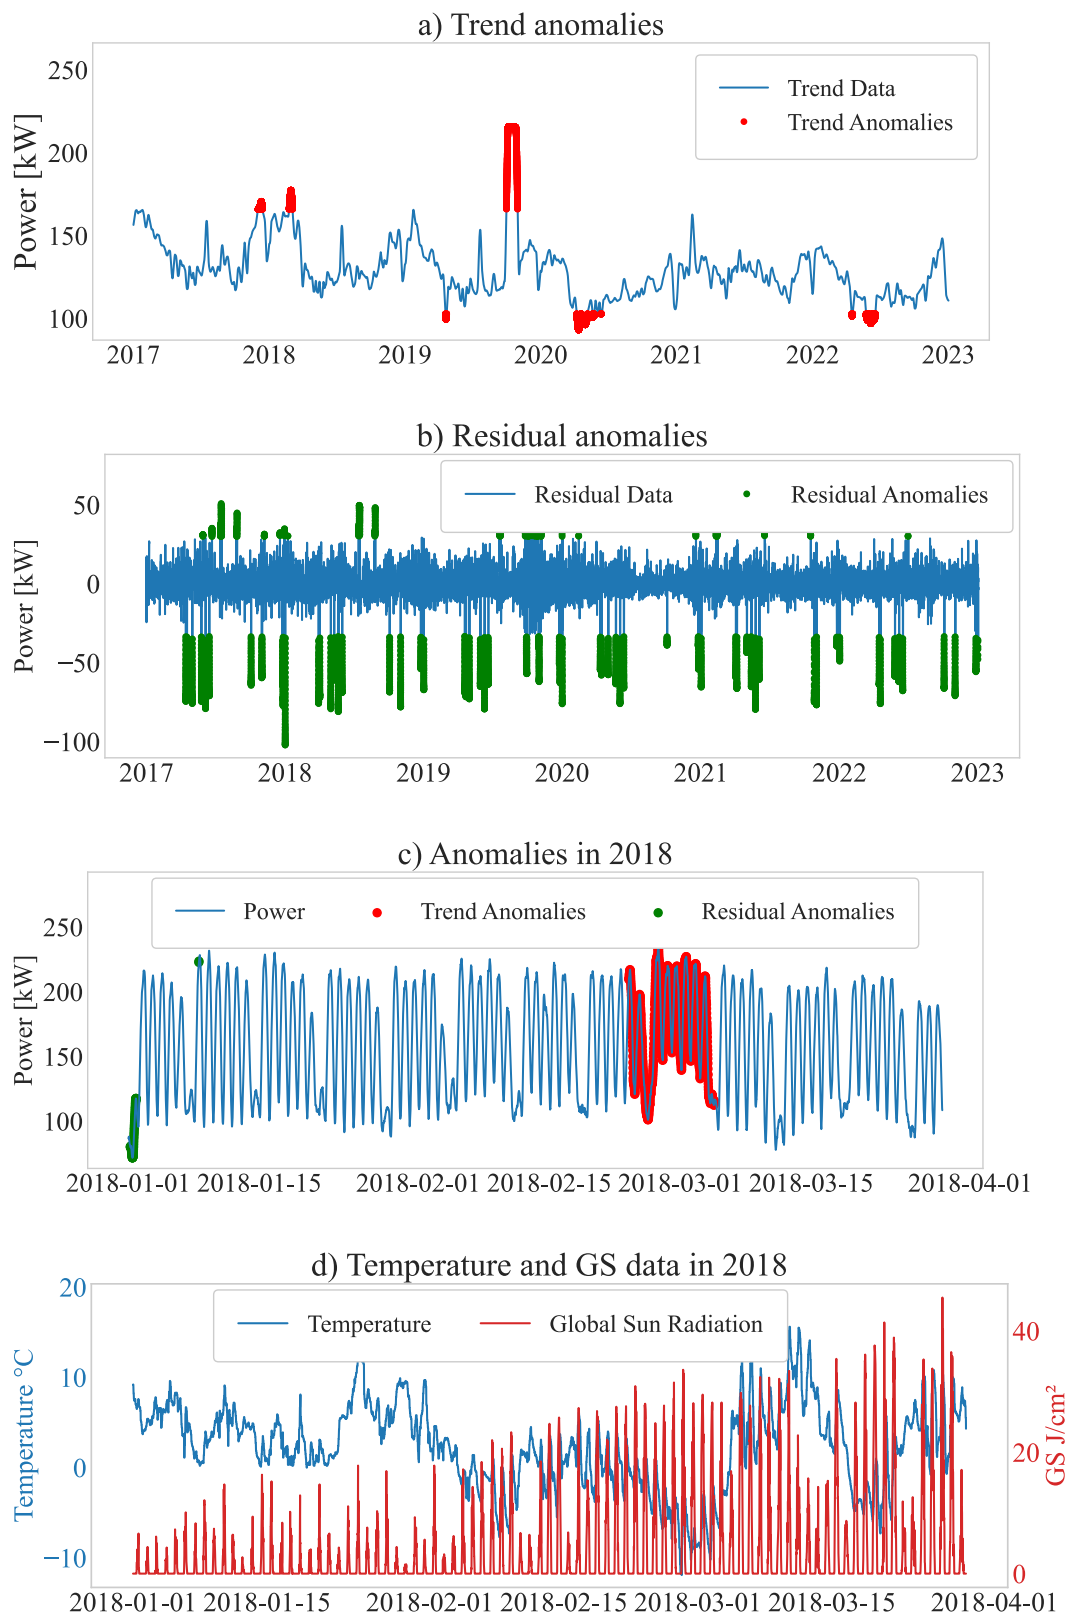 a) Trend anomalies
Power [kW]
250
200
150
100
Trend Data
Trend Anomalies
2017 2018 2019 2020 2021 2022 2023
b) Residual anomalies
Power [kW]
50
0
−50
−100
Residual Data Residual Anomalies
2017 2018 2019 2020 2021 2022 2023
c) Anomalies in 2018
Power [kW]
250
200
150
100
Power Trend Anomalies Residual Anomalies
2018-01-01 2018-01-15 2018-02-01 2018-02-15 2018-03-01 2018-03-15 2018-04-01
d) Temperature and GS data in 2018
Temperature °C
20
10
0
−10
Temperature Global Sun Radiation
40
20
0
GS J/cm²
2018-01-01 2018-01-15 2018-02-01 2018-02-15 2018-03-01 2018-03-15 2018-04-01